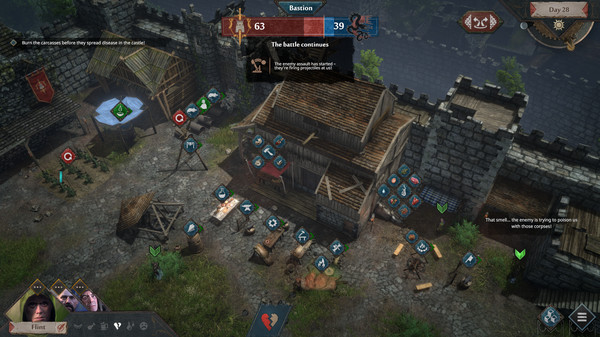 Bastion
63
39
Day 28
Burn the carcasses before they spread disease in the castle!
The battle continues
The enemy assault has started -
they're firing projectiles at us!
That smell... the enemy is trying to poison us
with those corpses!
Flint